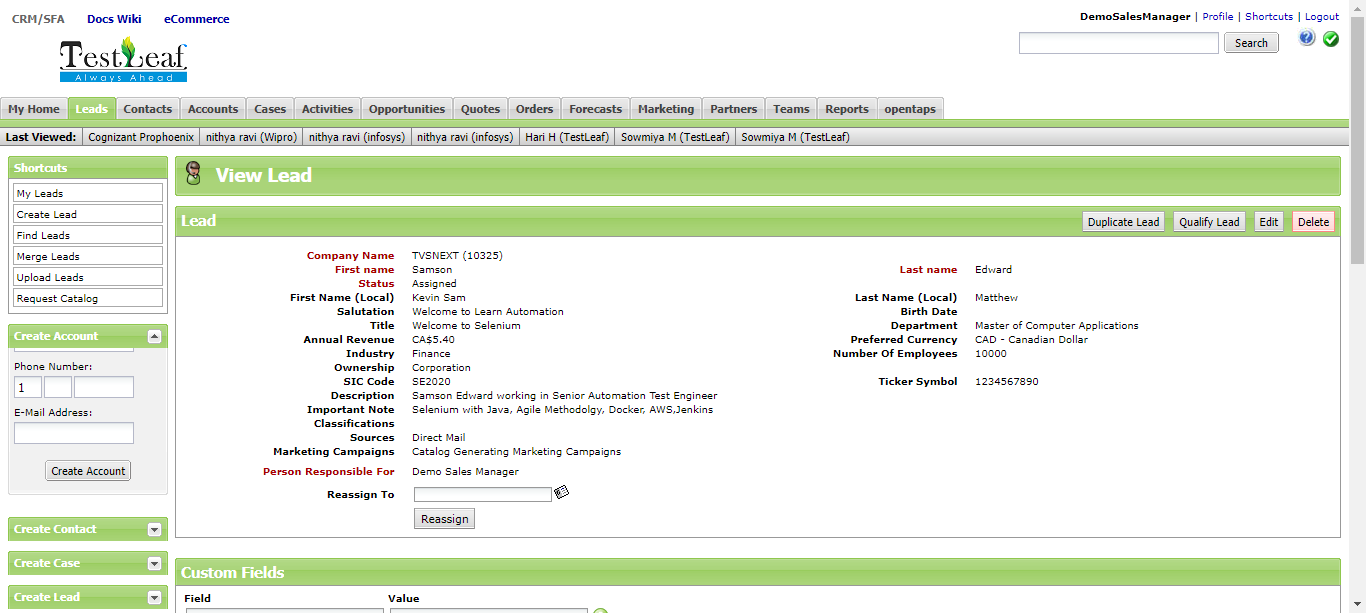 CRM/SFA Docs Wiki eCommerce
DemoSalesManager | Profile | Shortcuts | Logout
TestLeaf
Always Ahead
Search
My Home Leads Contacts Accounts Cases Activities Opportunities Quotes Orders Forecasts Marketing Partners Teams Reports opentaps
Last Viewed: Cognizant Prophoenix nithya ravi (Wipro) nithya ravi (infosys) nithya ravi (infosys) Hari H (TestLeaf) Sowmiya M (TestLeaf) Sowmiya M (TestLeaf)
Shortcuts
My Leads
Create Lead
Find Leads
Merge Leads
Upload Leads
Request Catalog
Create Account
Phone Number:
1
E-Mail Address:
Create Account
Create Contact
Create Case
Create Lead
View Lead
Lead Duplicate Lead Qualify Lead Edit Delete
Company Name TVSNEXT (10325)
First name Samson Last name Edward
Status Assigned
First Name (Local) Kevin Sam Last Name (Local) Matthew
Salutation Welcome to Learn Automation Birth Date
Title Welcome to Selenium Department Master of Computer Applications
Annual Revenue CA$5.40 Preferred Currency CAD - Canadian Dollar
Industry Finance Number Of Employees 10000
Ownership Corporation
SIC Code SE2020 Ticker Symbol 1234567890
Description Samson Edward working in Senior Automation Test Engineer
Important Note Selenium with Java, Agile Methodolgy, Docker, AWS,Jenkins
Classifications
Sources Direct Mail
Marketing Campaigns Catalog Generating Marketing Campaigns
Person Responsible For Demo Sales Manager
Reassign To
Reassign
Custom Fields
Field Value